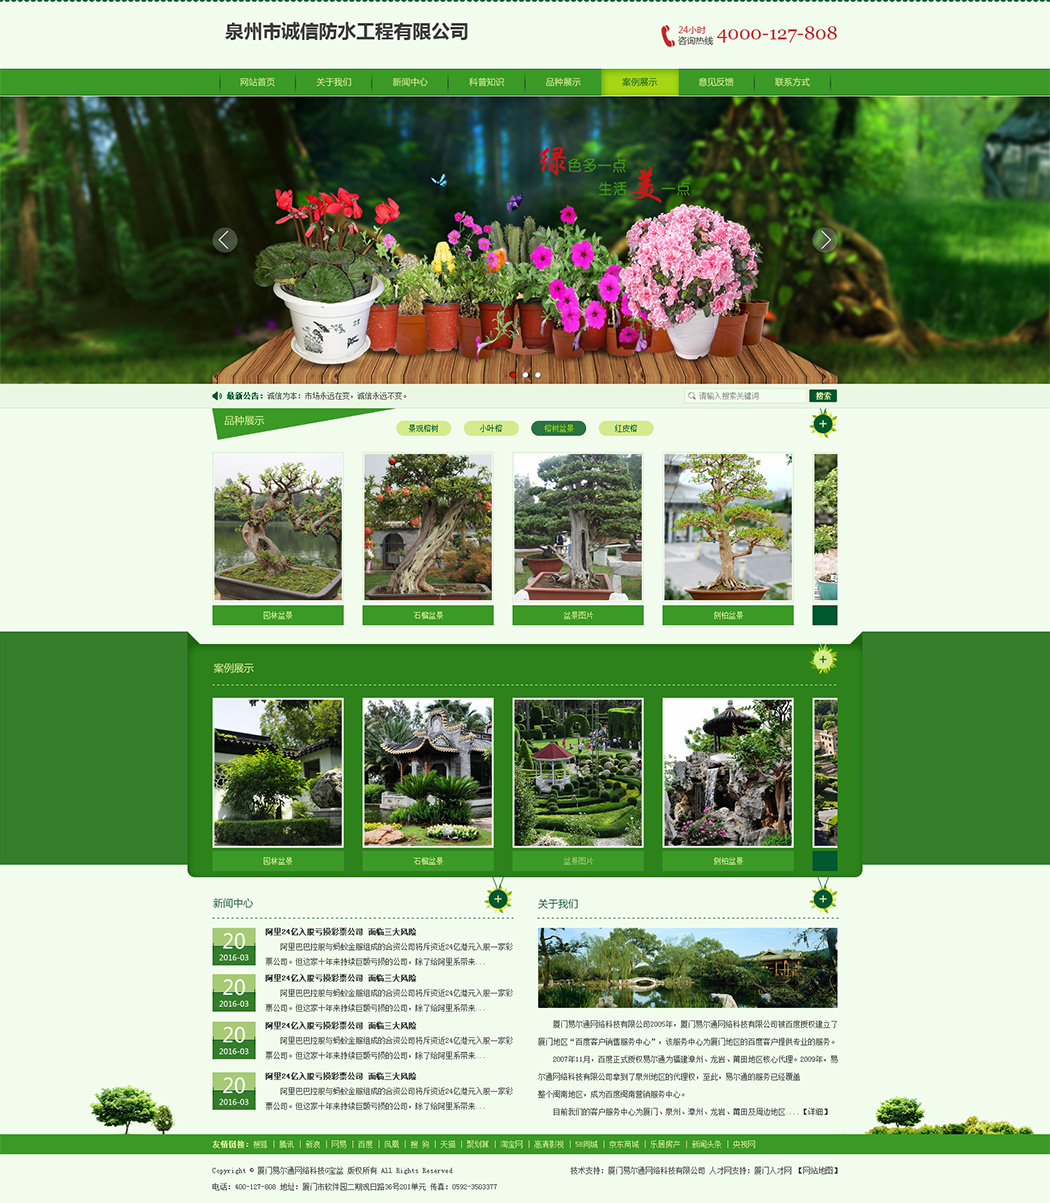 泉州市诚信防水工程有限公司
24小时
咨询热线
4000-127-808
网站首页 关于我们 新闻中心 科普知识 品种展示 案例展示 意见反馈 联系方式
绿色多一点
生活美一点
最新公告：诚信为本：市场永远在变，诚信永远不变。
请输入搜索关键词 搜索
品种展示
景观榕树 小叶榕 榕树盆景 红皮榕
园林盆景 石榴盆景 盆景图片 侧柏盆景
案例展示
园林盆景 石榴盆景 盆景图片 侧柏盆景
新闻中心
20
2016-03
阿里24亿入股亏损彩票公司 面临三大风险
阿里巴巴控股与蚂蚁金服组成的合资公司将斥资近24亿港元入股一家彩
票公司。但这家十年来持续巨额亏损的公司，除了给阿里系带来...
20
2016-03
阿里24亿入股亏损彩票公司 面临三大风险
阿里巴巴控股与蚂蚁金服组成的合资公司将斥资近24亿港元入股一家彩
票公司。但这家十年来持续巨额亏损的公司，除了给阿里系带来...
20
2016-03
阿里24亿入股亏损彩票公司 面临三大风险
阿里巴巴控股与蚂蚁金服组成的合资公司将斥资近24亿港元入股一家彩
票公司。但这家十年来持续巨额亏损的公司，除了给阿里系带来...
20
2016-03
阿里24亿入股亏损彩票公司 面临三大风险
阿里巴巴控股与蚂蚁金服组成的合资公司将斥资近24亿港元入股一家彩
票公司。但这家十年来持续巨额亏损的公司，除了给阿里系带来...
关于我们
厦门易尔通网络科技有限公司2005年，厦门易尔通网络科技有限公司被百度授权建立了
厦门地区“百度客户销售服务中心”，该服务中心为厦门地区的百度客户提供专业的服务。
2007年11月，百度正式授权易尔通为福建漳州、龙岩、莆田地区核心代理。2009年，易
尔通网络科技有限公司拿到了泉州地区的代理权，至此，易尔通的服务已经覆盖
整个闽南地区，成为百度闽南营销服务中心。
目前我们的客户服务中心为厦门、泉州、漳州、龙岩、莆田及周边地区....【详细】
友情链接：搜狐 | 腾讯 | 新浪 | 网易 | 百度 | 凤凰 | 搜 狗 | 天猫 | 聚划算 | 淘宝网 | 高清影视 | 58同城 | 京东商城 | 乐居房产 | 新闻头条 | 央视网
Copyright © 厦门易尔通网络科技@宝盆 版权所有 All Rights Reserved
技术支持：厦门易尔通网络科技有限公司 人才网支持：厦门人才网 【网站地图】
电话：400-127-808 地址：厦门市软件园二期观日路36号201单元 传真：0592-3503377